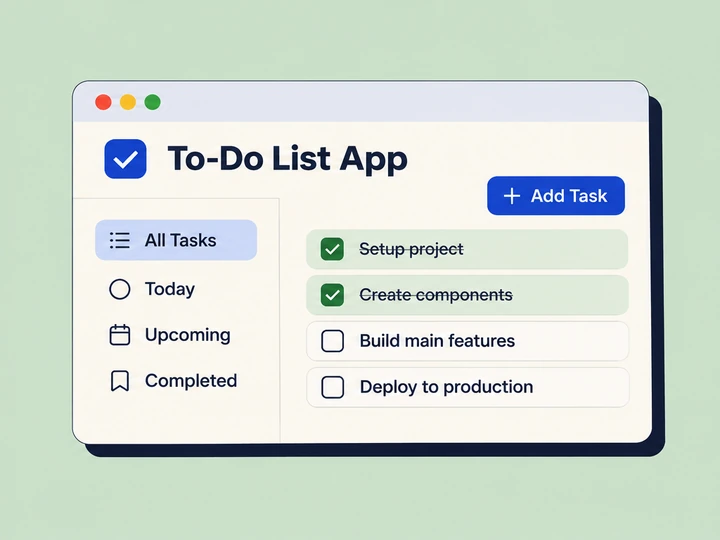 To-Do List App
+ Add Task
All Tasks
Today
Upcoming
Completed
Setup project
Create components
Build main features
Deploy to production